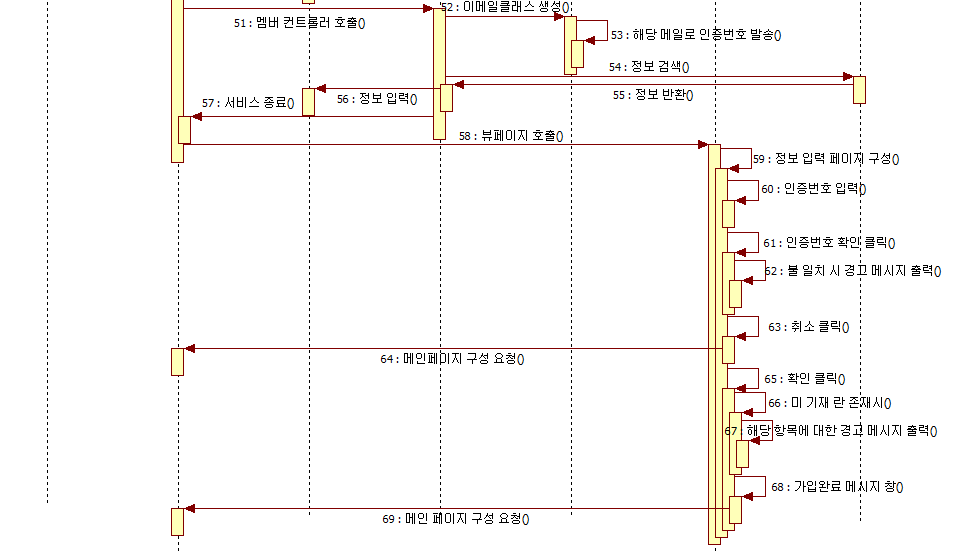 52 : 이메일클래스 생성()
51 : 멤버 컨트롤러 호출()
53 : 해당 메일로 인증번호 발송()
54 : 정보 검색()
55 : 정보 반환()
56 : 정보 입력()
57 : 서비스 종료()
58 : 뷰페이지 호출()
59 : 정보 입력 페이지 구성()
60 : 인증번호 입력()
61 : 인증번호 확인 클릭()
62 : 불 일치 시 경고 메시지 출력()
63 : 취소 클릭()
64 : 메인페이지 구성 요청()
65 : 확인 클릭()
66 : 미 기재 란 존재시()
67 : 해당 항목에 대한 경고 메시지 출력()
68 : 가입완료 메시지 창()
69 : 메인 페이지 구성 요청()